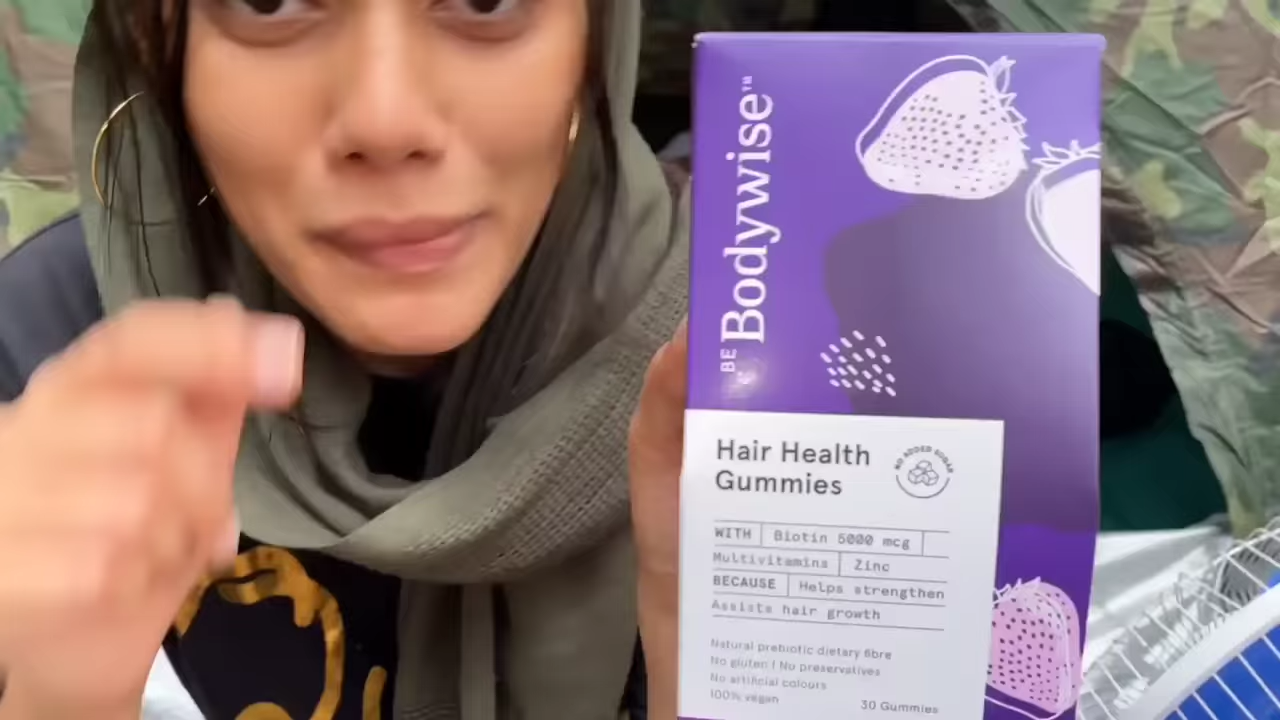 BE Bodywise™
Hair Health
Gummies
NO ADDED SUGAR
WITH Biotin 5000 mcg
Multivitamins Zinc
BECAUSE Helps strengthen
Assists hair growth
Natural prebiotic dietary fibre
No gluten | No preservatives
No artificial colours
100% vegan
30 Gummies